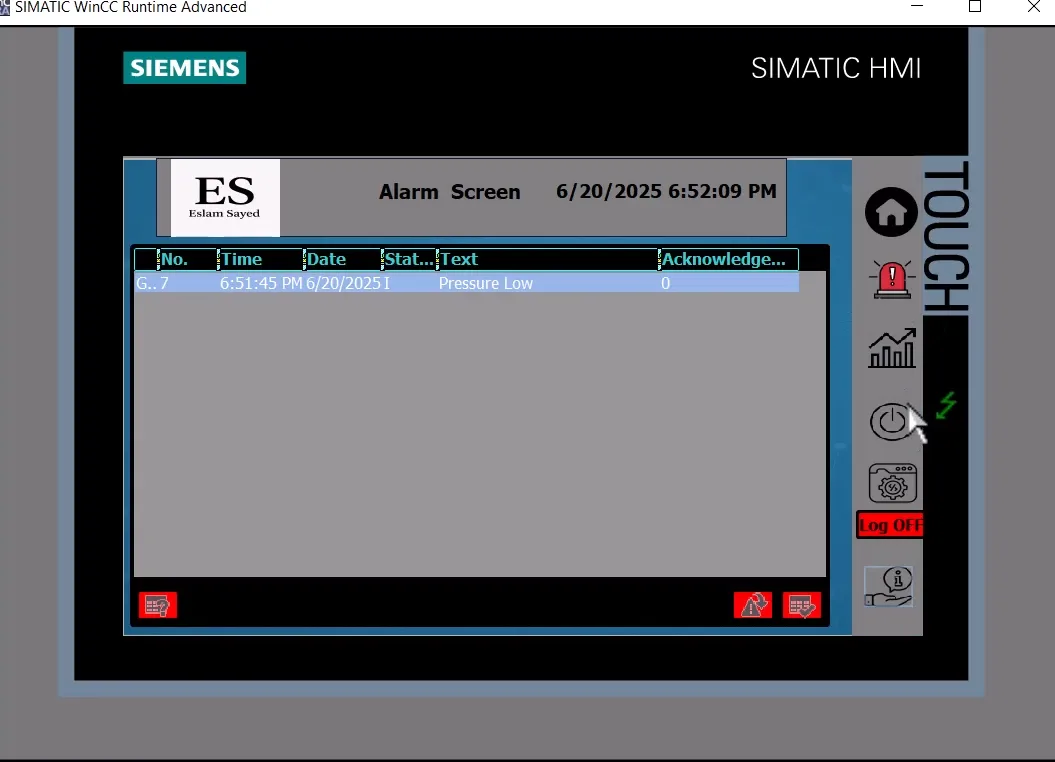 SIMATIC WinCC Runtime Advanced
SIEMENS
SIMATIC HMI
ES
Eslam Sayed
Alarm Screen
6/20/2025 6:52:09 PM
TOUCH
No. Time Date Stat... Text Acknowledge...
G.. 7 6:51:45 PM 6/20/2025 I Pressure Low 0
Log OFF